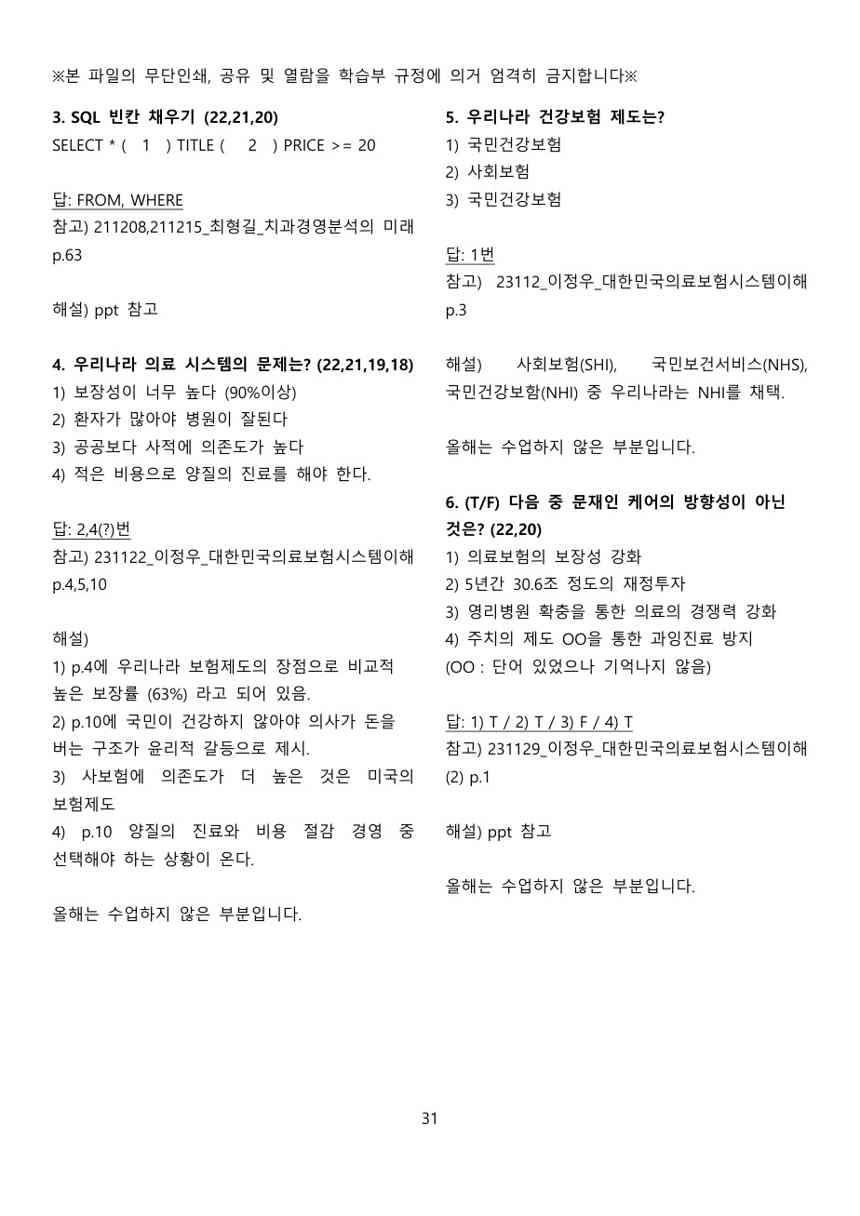 ※본 파일의 무단인쇄, 공유 및 열람을 학습부 규정에 의거 엄격히 금지합니다※
3. SQL 빈칸 채우기 (22,21,20)
SELECT * ( 1 ) TITLE ( 2 ) PRICE >= 20
답: FROM, WHERE
참고) 211208,211215_최형길_치과경영분석의 미래
p.63
해설) ppt 참고
4. 우리나라 의료 시스템의 문제는? (22,21,19,18)
1) 보장성이 너무 높다 (90%이상)
2) 환자가 많아야 병원이 잘된다
3) 공공보다 사적에 의존도가 높다
4) 적은 비용으로 양질의 진료를 해야 한다.
답: 2,4(?)번
참고) 231122_이정우_대한민국의료보험시스템이해
p.4,5,10
해설)
1) p.4에 우리나라 보험제도의 장점으로 비교적
높은 보장률 (63%) 라고 되어 있음.
2) p.10에 국민이 건강하지 않아야 의사가 돈을
버는 구조가 윤리적 갈등으로 제시.
3) 사보험에 의존도가 더 높은 것은 미국의
보험제도
4) p.10 양질의 진료와 비용 절감 경영 중
선택해야 하는 상황이 온다.
올해는 수업하지 않은 부분입니다.
5. 우리나라 건강보험 제도는?
1) 국민건강보험
2) 사회보험
3) 국민건강보험
답: 1번
참고) 23112_이정우_대한민국의료보험시스템이해
p.3
해설) 사회보험(SHI), 국민보건서비스(NHS),
국민건강보함(NHI) 중 우리나라는 NHI를 채택.
올해는 수업하지 않은 부분입니다.
6. (T/F) 다음 중 문재인 케어의 방향성이 아닌
것은? (22,20)
1) 의료보험의 보장성 강화
2) 5년간 30.6조 정도의 재정투자
3) 영리병원 확충을 통한 의료의 경쟁력 강화
4) 주치의 제도 OO을 통한 과잉진료 방지
(OO : 단어 있었으나 기억나지 않음)
답: 1) T / 2) T / 3) F / 4) T
참고) 231129_이정우_대한민국의료보험시스템이해
(2) p.1
해설) ppt 참고
올해는 수업하지 않은 부분입니다.
31